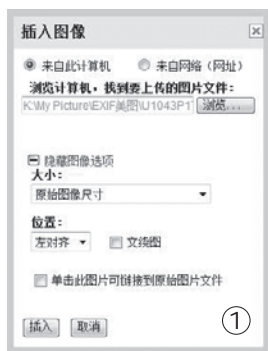 插入图像
来自此计算机 来自网络（网址）
浏览计算机，找到要上传的图片文件：
K:\My Picture\EXIF美图\U1043P1T 浏览...
隐藏图像选项
大小：
原始图像尺寸
位置：
左对齐 文绕图
单击此图片可链接到原始图片文件
插入 取消
①